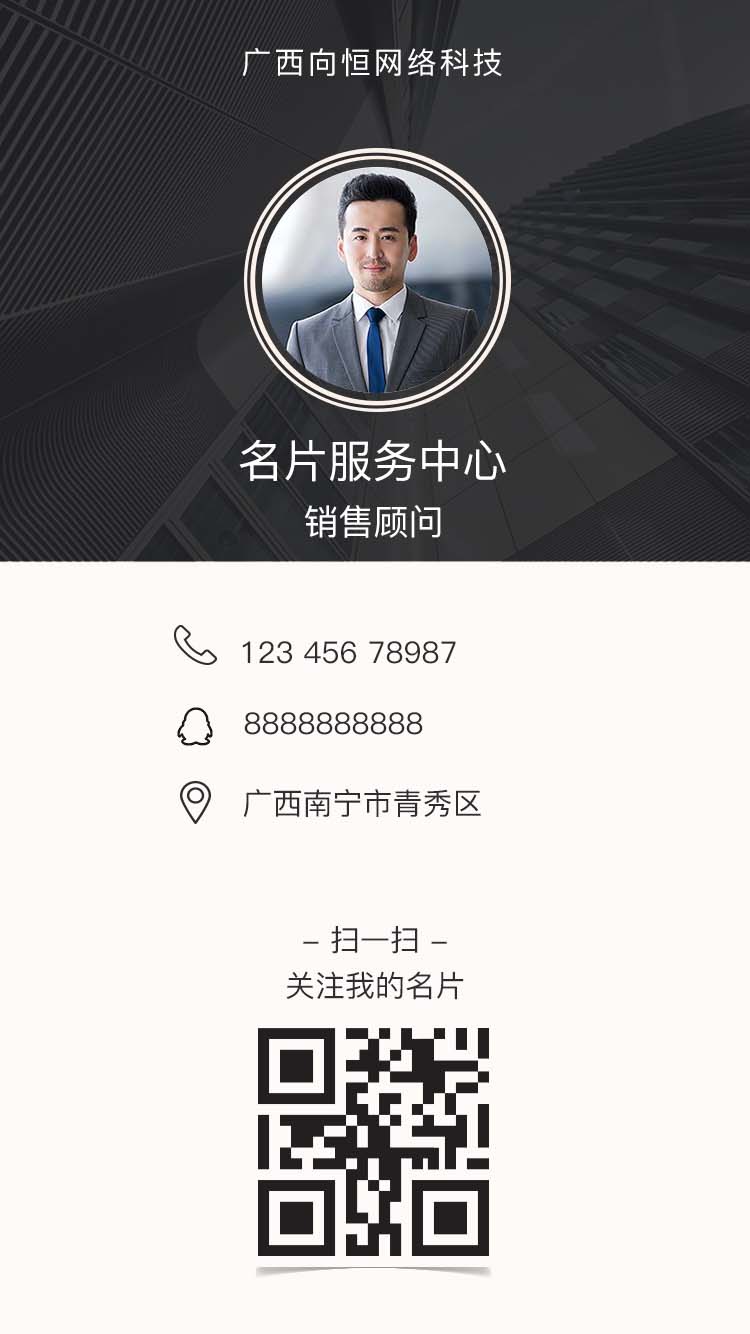 广西向恒网络科技
名片服务中心
销售顾问
123 456 78987
8888888888
广西南宁市青秀区
– 扫一扫 –
关注我的名片